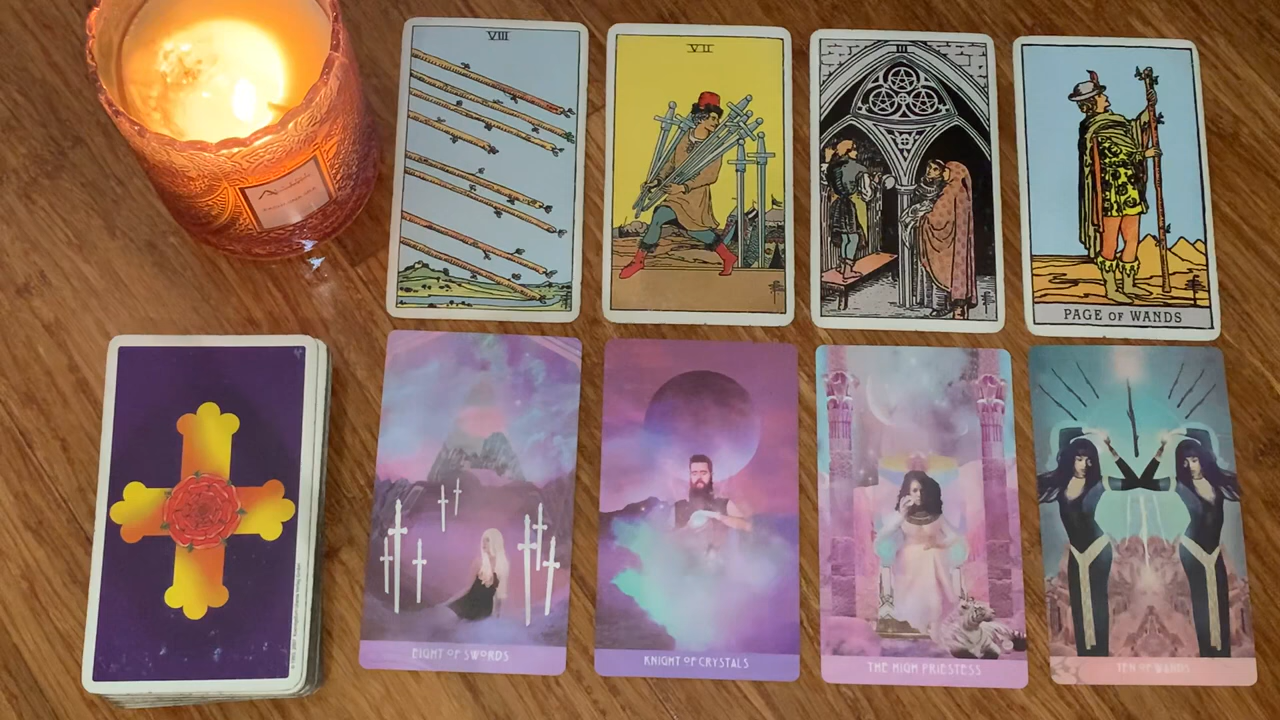 VIII
VII
III
PAGE OF WANDS
EIGHT OF SWORDS
KNIGHT OF CRYSTALS
THE HIGH PRIESTESS
TEN OF WANDS